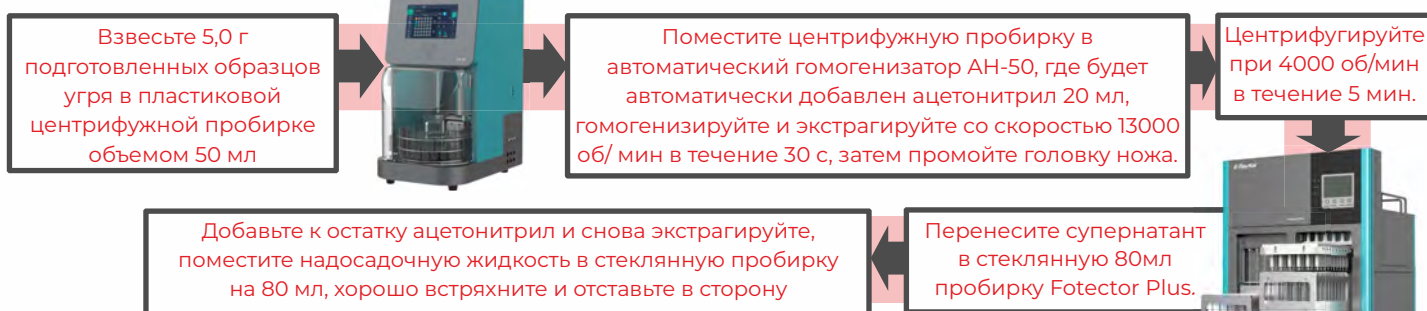 Взвесьте 5,0 г
подготовленных образцов
угря в пластиковой
центрифужной пробирке
объемом 50 мл
Поместите центрифужную пробирку в
автоматический гомогенизатор АН-50, где будет
автоматически добавлен ацетонитрил 20 мл,
гомогенизируйте и экстрагируйте со скоростью 13000
об/ мин в течение 30 с, затем промойте головку ножа.
Центрифугируйте
при 4000 об/мин
в течение 5 мин.
Перенесите супернатант
в стеклянную 80мл
пробирку Fotector Plus.
Добавьте к остатку ацетонитрил и снова экстрагируйте,
поместите надосадочную жидкость в стеклянную пробирку
на 80 мл, хорошо встряхните и отставьте в сторону